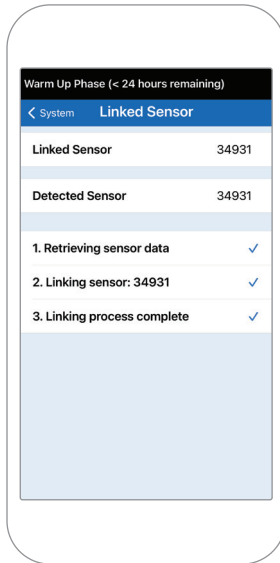 Warm Up Phase (< 24 hours remaining)
System Linked Sensor
Linked Sensor 34931
Detected Sensor 34931
1. Retrieving sensor data
2. Linking sensor: 34931
3. Linking process complete